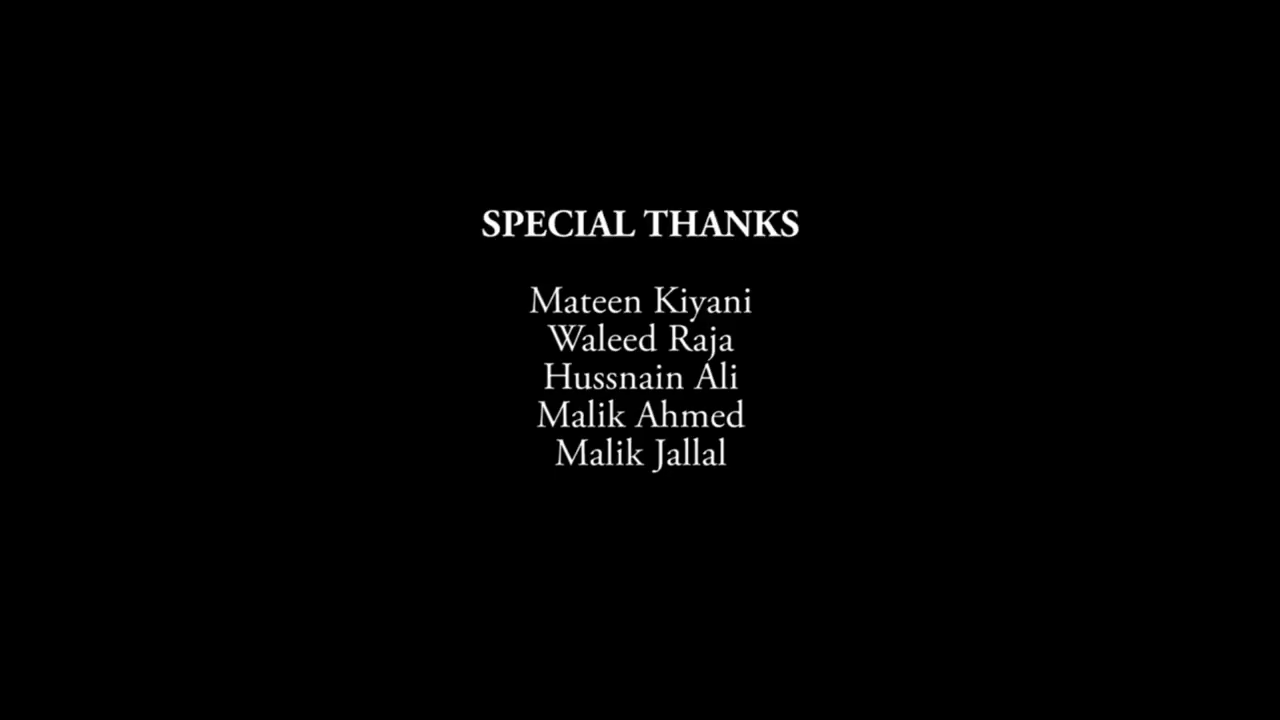 SPECIAL THANKS
Mateen Kiyani
Waleed Raja
Hussnain Ali
Malik Ahmed
Malik Jallal